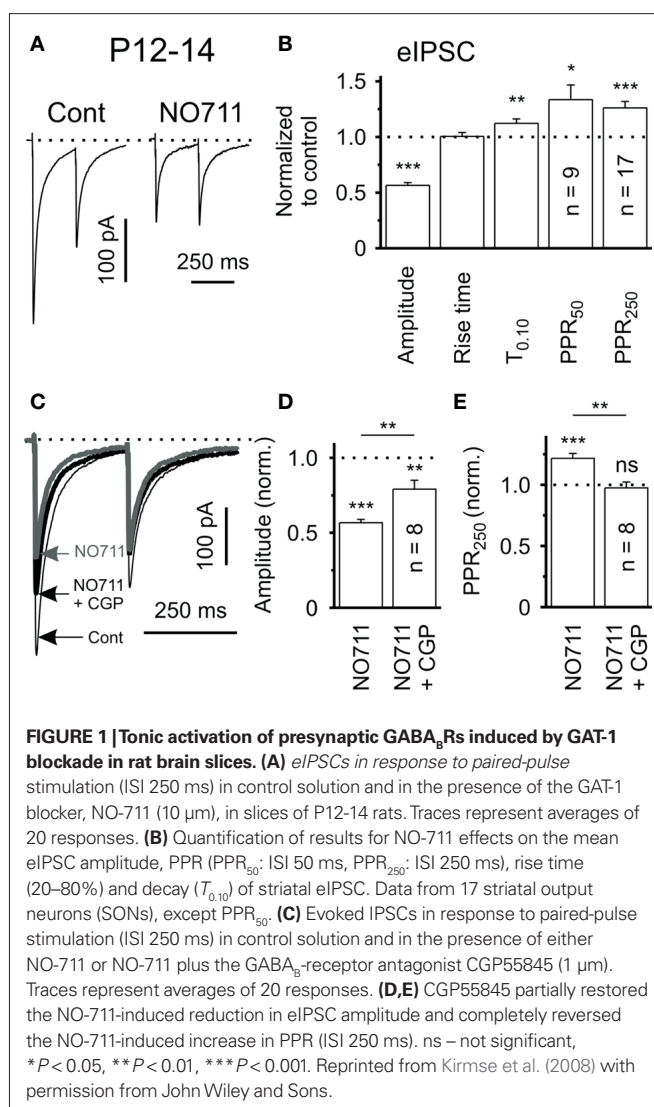 A P12-14
Cont NO711
100 pA
250 ms
B eIPSC
Normalized
to control
1.5
1.0
0.5
0
***
**
*
***
n = 9
n = 17
Amplitude
Rise time
T0.10
PPR50
PPR250
C
NO711
NO711
+ CGP
Cont
100 pA
250 ms
D
Amplitude (norm.)
1.0
0.5
0
**
***
**
n = 8
NO711
NO711
+ CGP
E
PPR250 (norm.)
1.0
0.5
0
**
***
ns
n = 8
NO711
NO711
+ CGP
FIGURE 1 | Tonic activation of presynaptic GABABRs induced by GAT-1
blockade in rat brain slices. (A) eIPSCs in response to paired-pulse
stimulation (ISI 250 ms) in control solution and in the presence of the GAT-1
blocker, NO-711 (10 μm), in slices of P12-14 rats. Traces represent averages of
20 responses. (B) Quantification of results for NO-711 effects on the mean
eIPSC amplitude, PPR (PPR50: ISI 50 ms, PPR250: ISI 250 ms), rise time
(20–80%) and decay (T0.10) of striatal eIPSC. Data from 17 striatal output
neurons (SONs), except PPR50. (C) Evoked IPSCs in response to paired-pulse
stimulation (ISI 250 ms) in control solution and in the presence of either
NO-711 or NO-711 plus the GABAB-receptor antagonist CGP55845 (1 μm).
Traces represent averages of 20 responses. (D,E) CGP55845 partially restored
the NO-711-induced reduction in eIPSC amplitude and completely reversed
the NO-711-induced increase in PPR (ISI 250 ms). ns – not significant,
*P < 0.05, **P < 0.01, ***P < 0.001. Reprinted from Kirmse et al. (2008) with
permission from John Wiley and Sons.